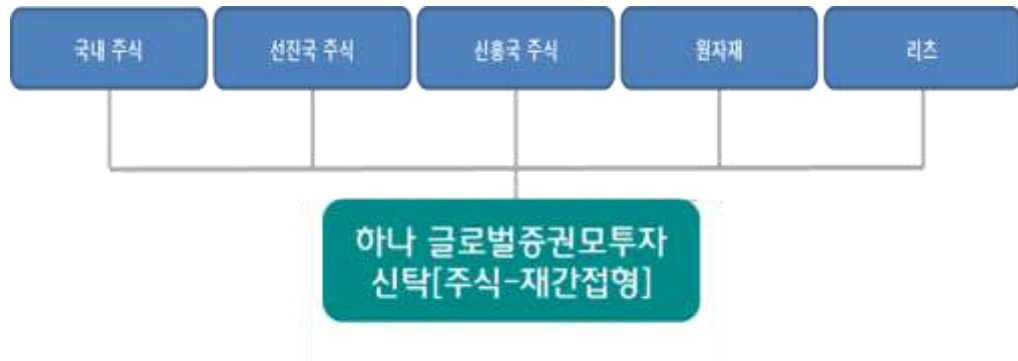 국내 주식
선진국 주식
신흥국 주식
원자재
리츠
하나 글로벌증권모투자
신탁[주식-재간접형]